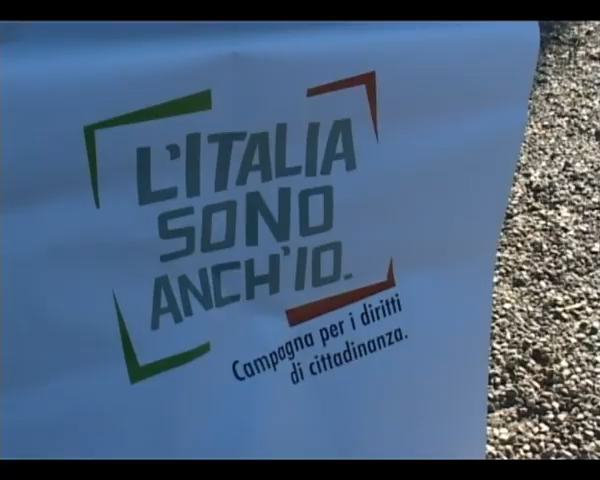 L'ITALIA
SONO
ANCH'IO.
Campagna per i diritti
di cittadinanza.